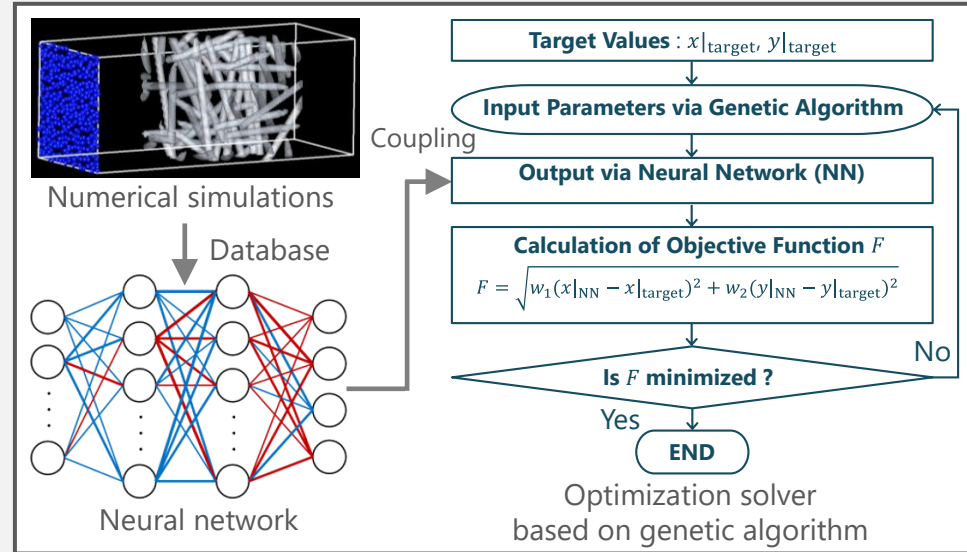 Numerical simulations
Database
Neural network
Coupling
Target Values : x|target, y|target
Input Parameters via Genetic Algorithm
Output via Neural Network (NN)
Calculation of Objective Function F
F = √w₁(x|NN − x|target)² + w₂(y|NN − y|target)²
Is F minimized ?
No
Yes
END
Optimization solver
based on genetic algorithm